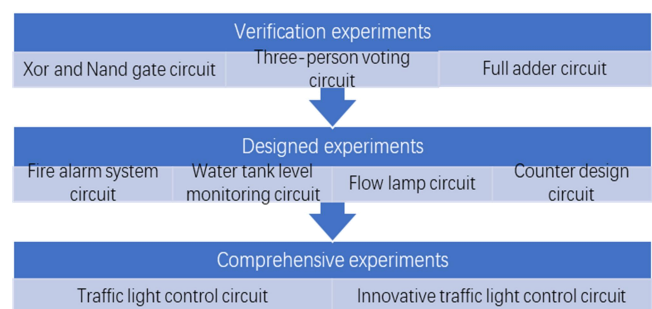 Verification experiments
Xor and Nand gate circuit
Three-person voting
circuit
Full adder circuit
Designed experiments
Fire alarm system
circuit
Water tank level
monitoring circuit
Flow lamp circuit
Counter design
circuit
Comprehensive experiments
Traffic light control circuit
Innovative traffic light control circuit